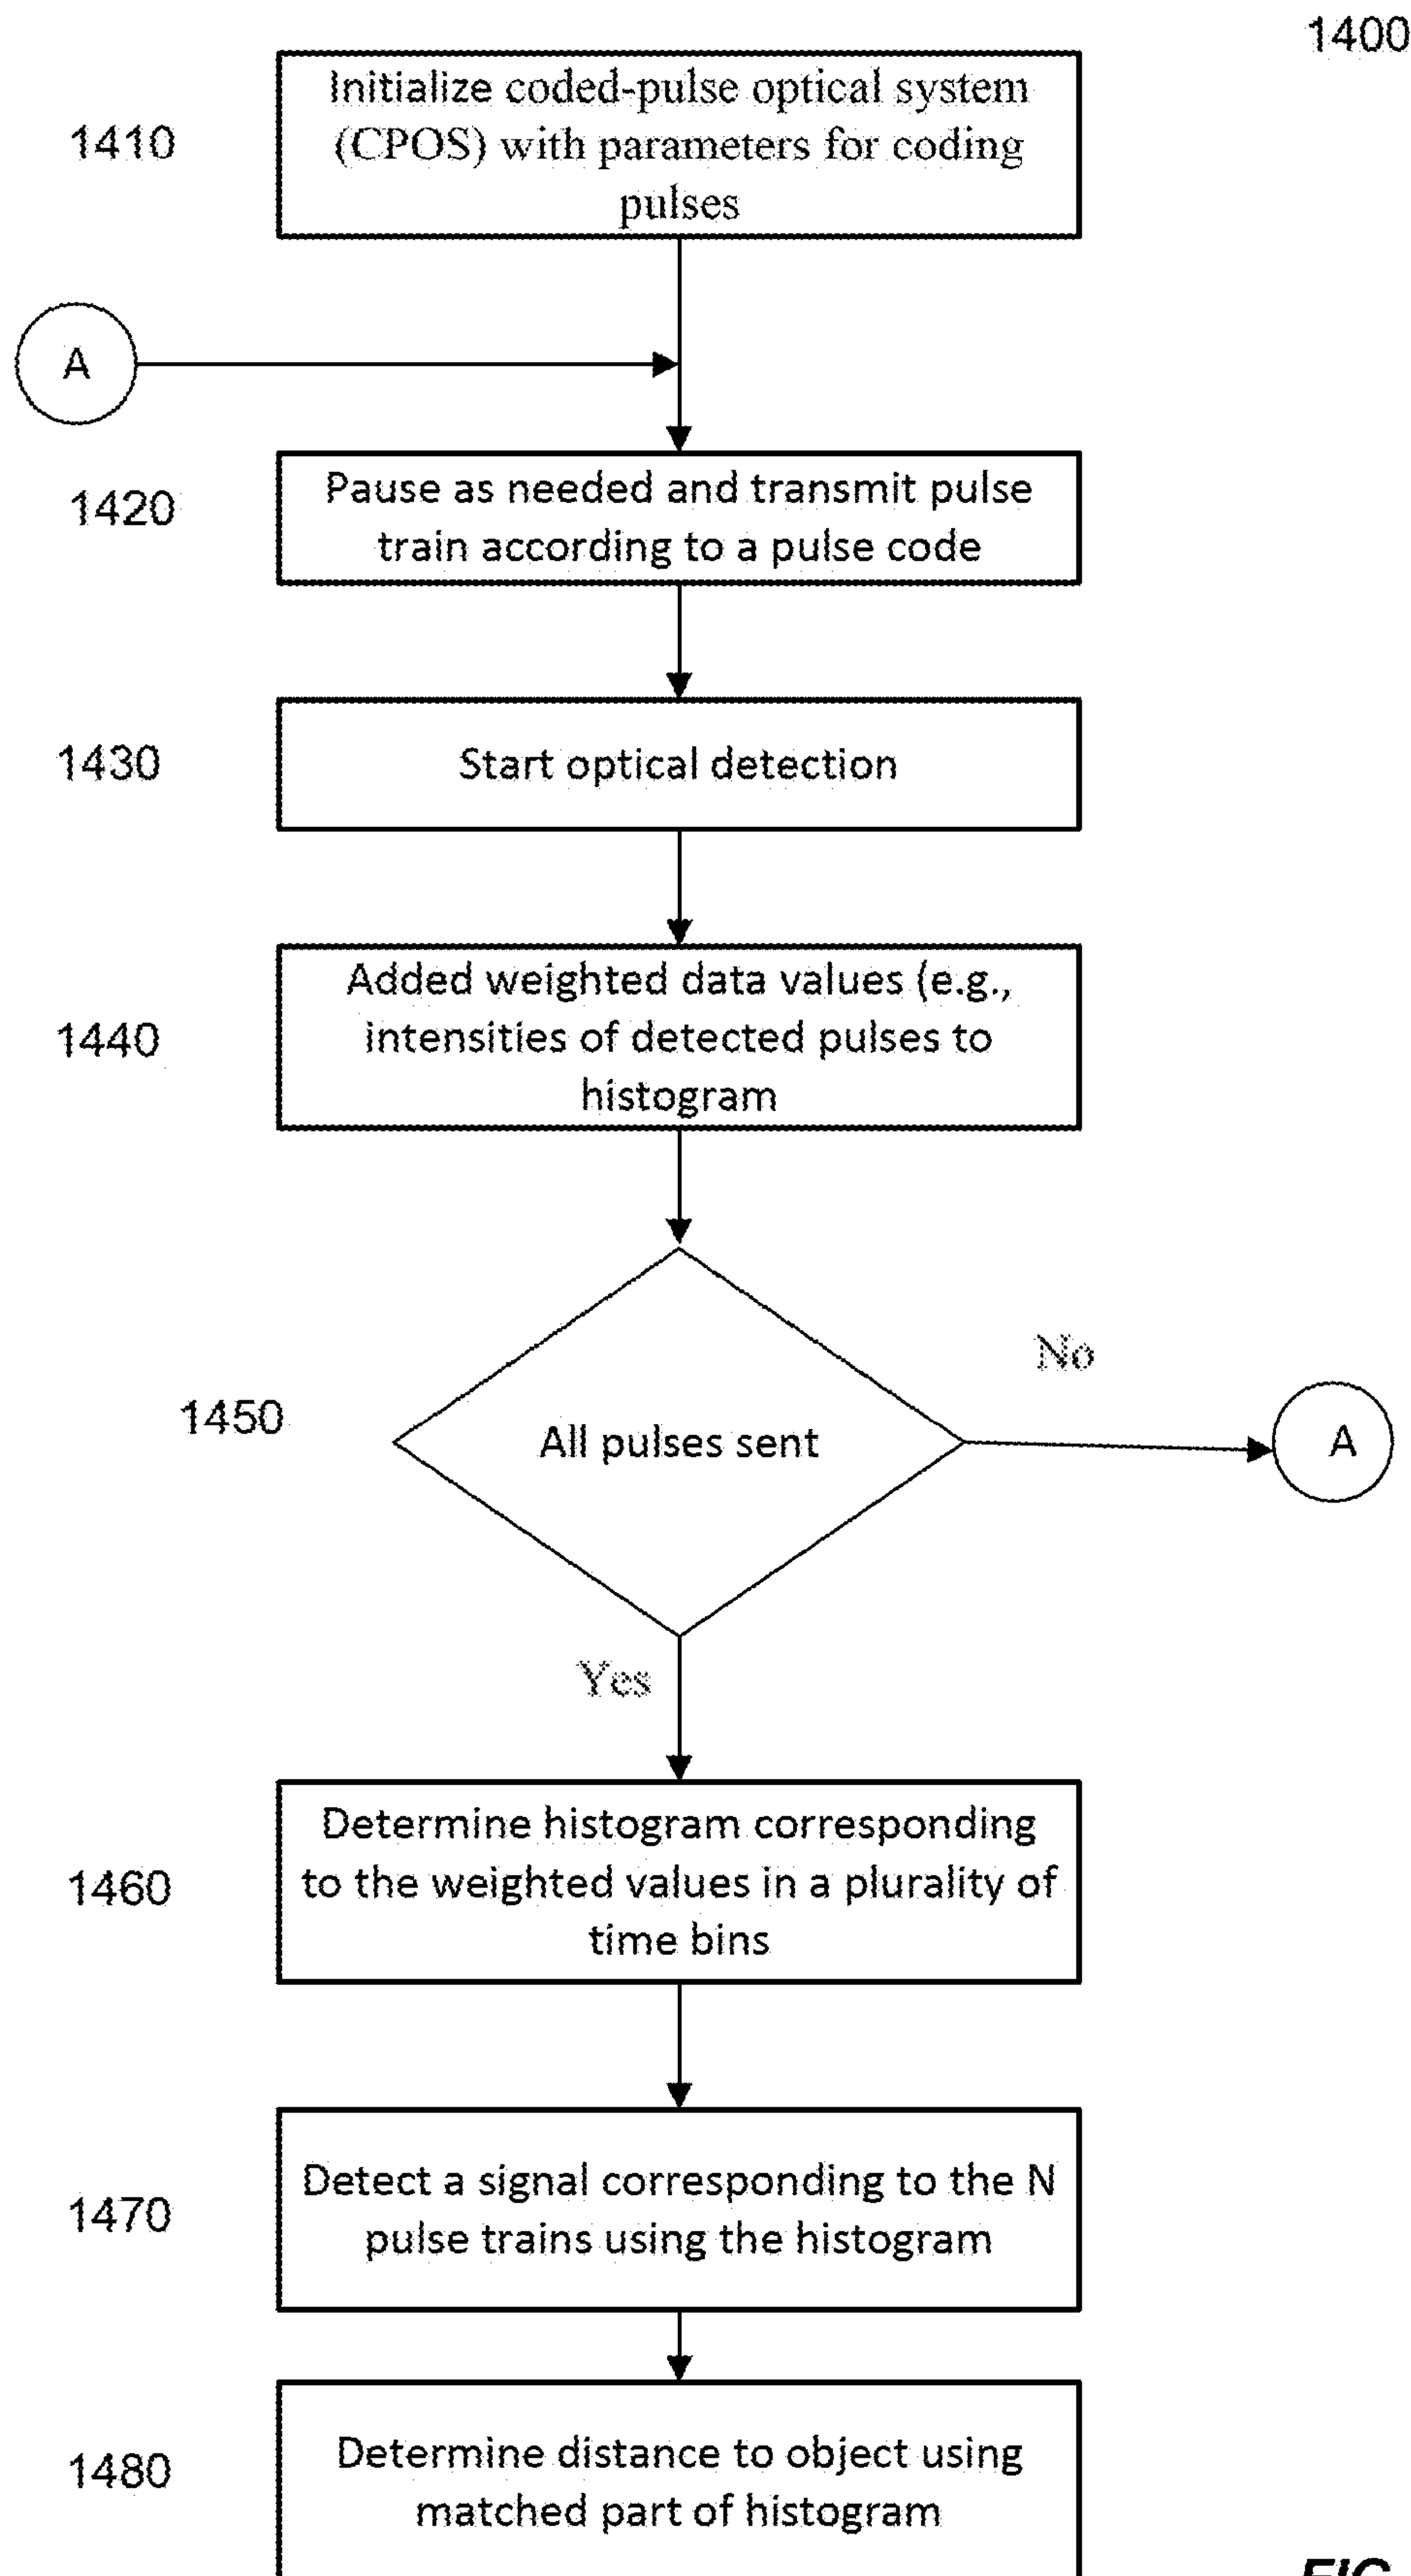 1400
Initialize coded-pulse optical system
(CPOS) with parameters for coding
pulses
1410
A
1420
Pause as needed and transmit pulse
train according to a pulse code
1430
Start optical detection
1440
Added weighted data values (e.g.,
intensities of detected pulses to
histogram
1450
All pulses sent
No
A
Yes
1460
Determine histogram corresponding
to the weighted values in a plurality of
time bins
1470
Detect a signal corresponding to the N
pulse trains using the histogram
1480
Determine distance to object using
matched part of histogram